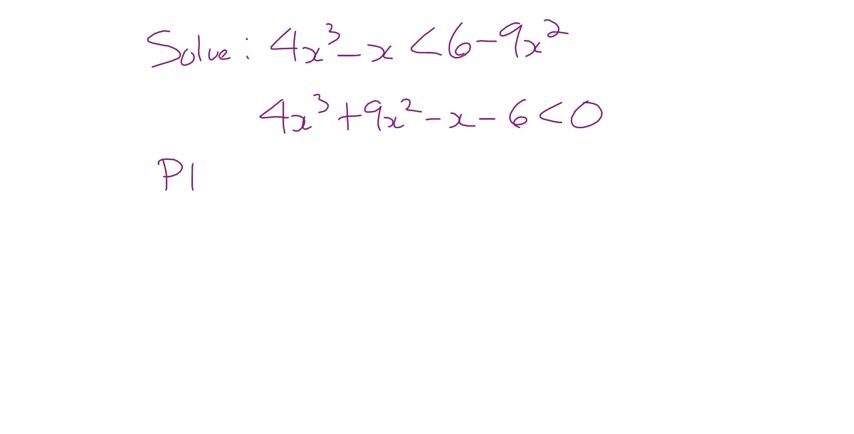 Solve: 4x³ - x < 6 - 9x²
4x³ + 9x² - x - 6 < 0
P1